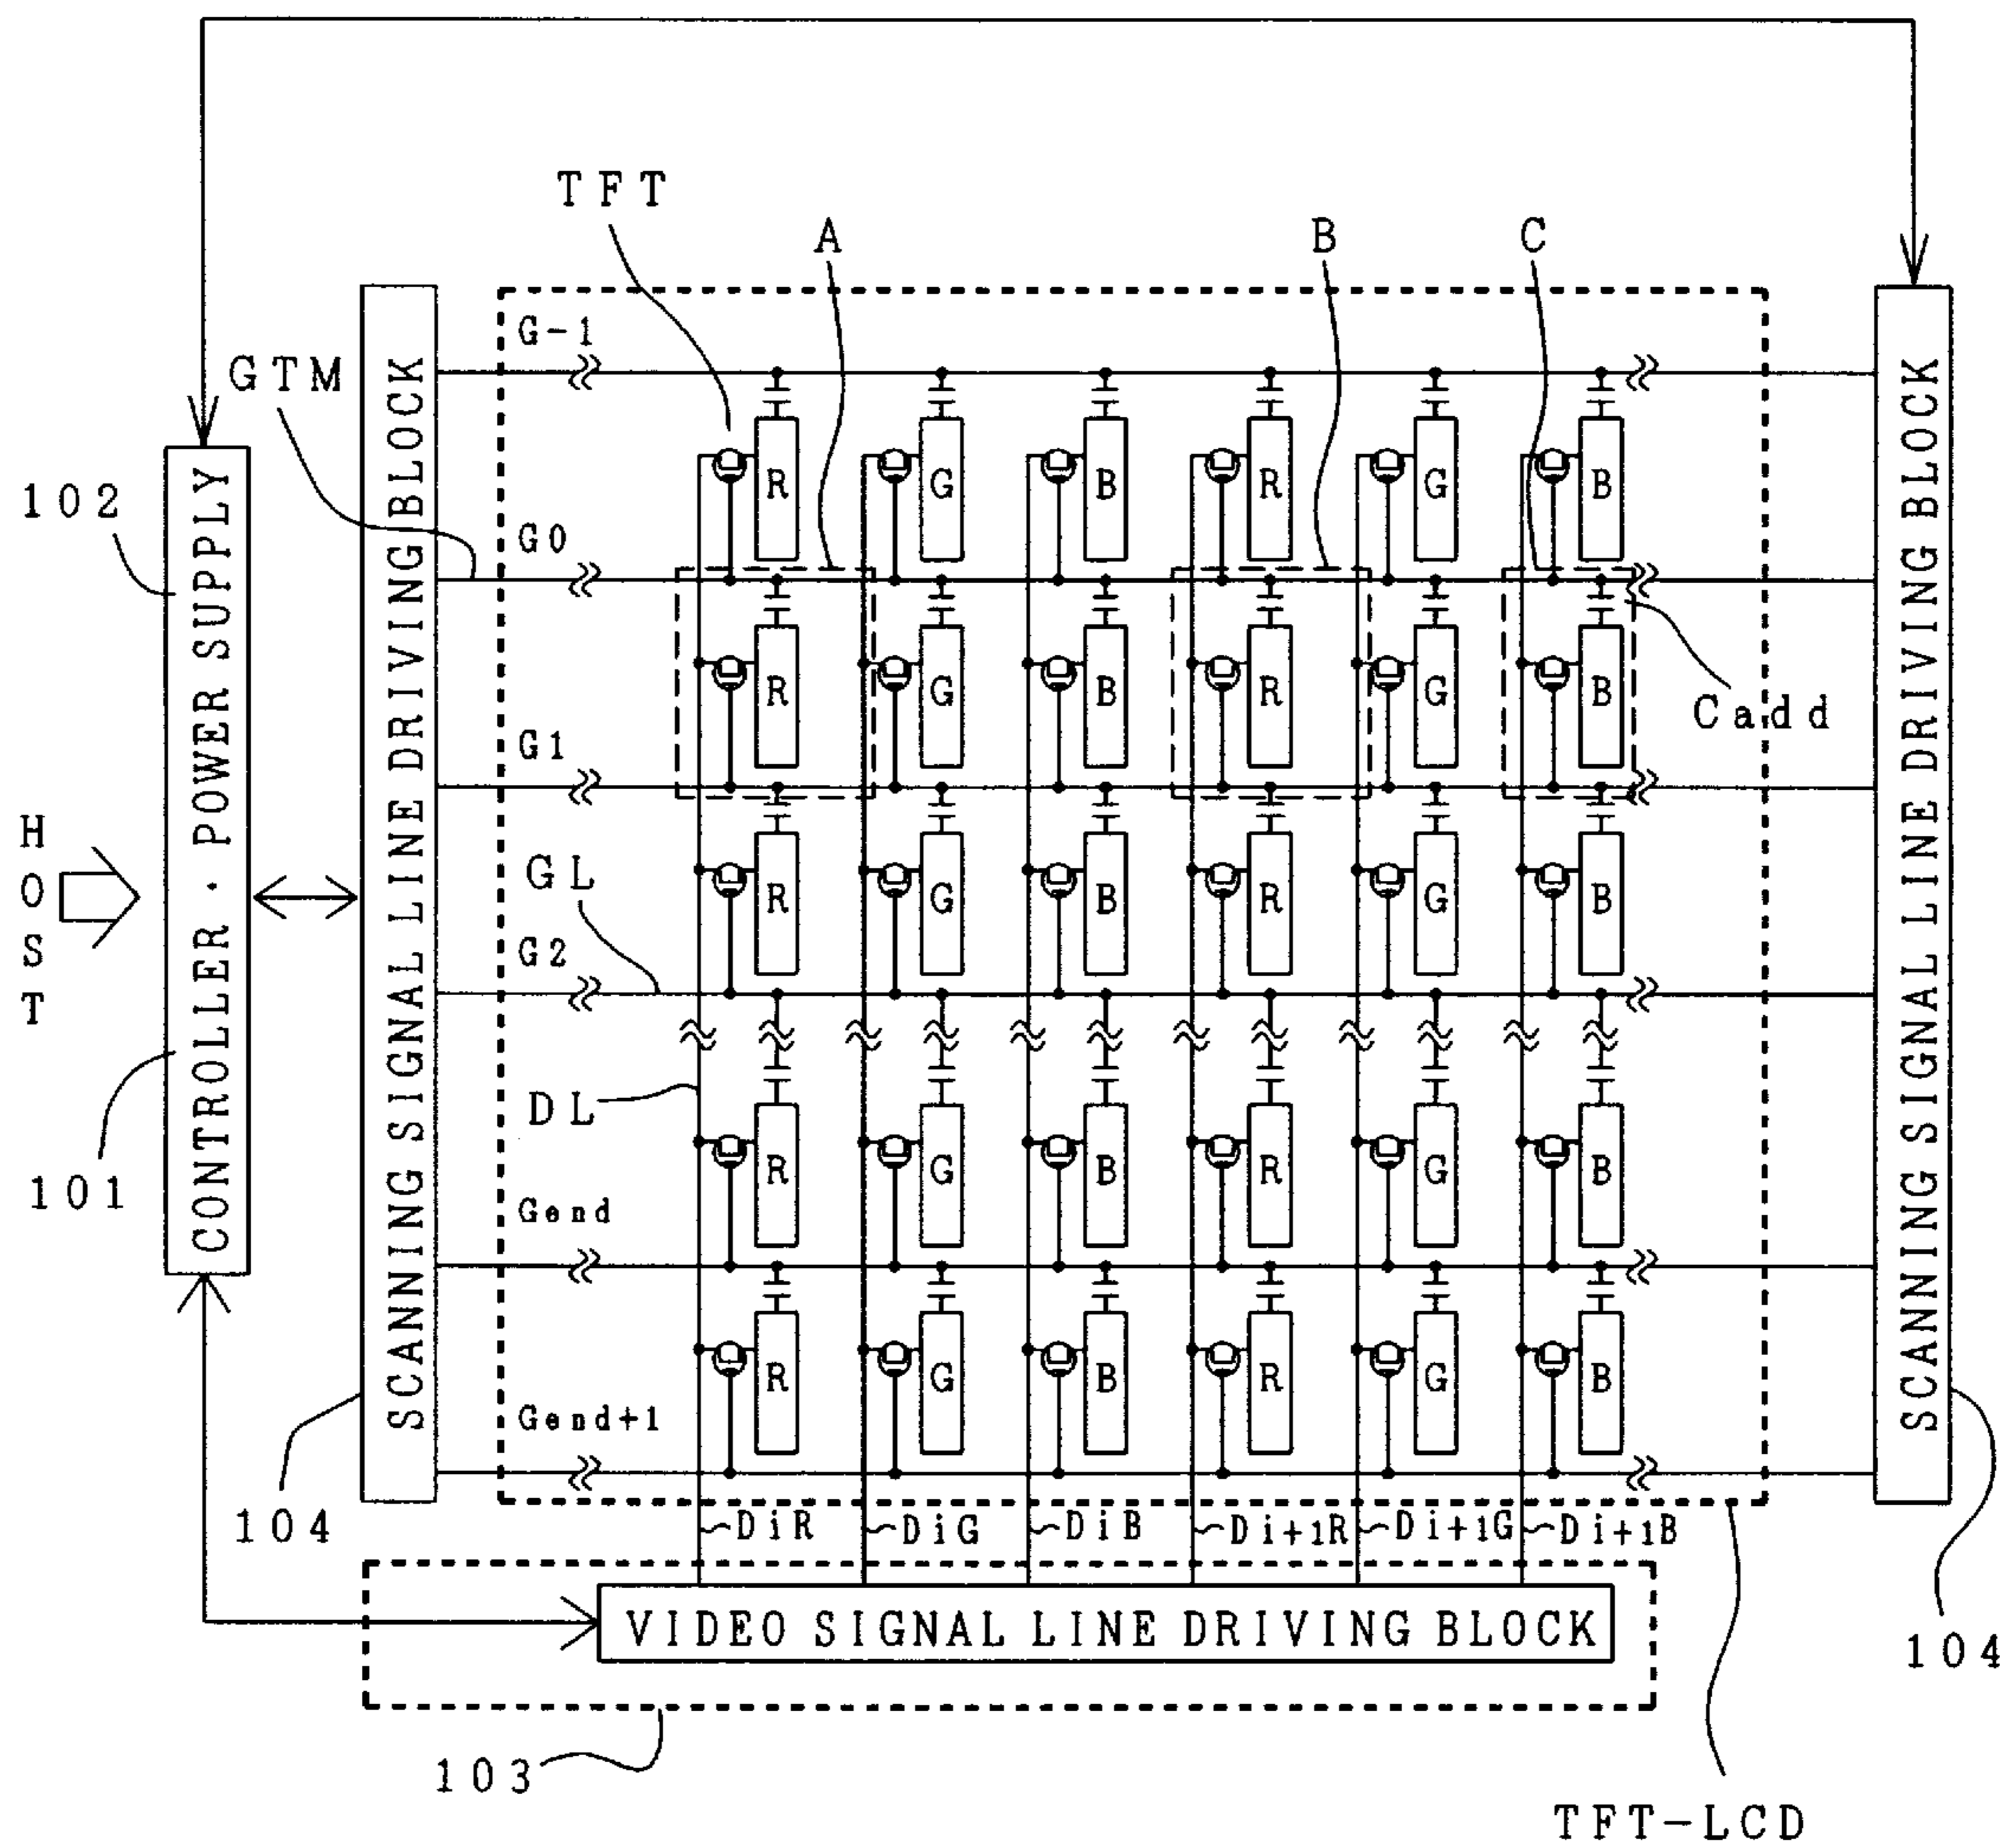 TFT
A
B
C
G-1
GTM
102
R G B R G B
G0
R G B R G B
Cadd
G1
HOST
GL
R G B R G B
G2
DL
101
R G B R G B
Gend
R G B R G B
Gend+1
CONTROLLER · POWER SUPPLY
SCANNING SIGNAL LINE DRIVING BLOCK
SCANNING SIGNAL LINE DRIVING BLOCK
104
DiR DiG DiB Di+1R Di+1G Di+1B
VIDEO SIGNAL LINE DRIVING BLOCK
104
103
TFT-LCD